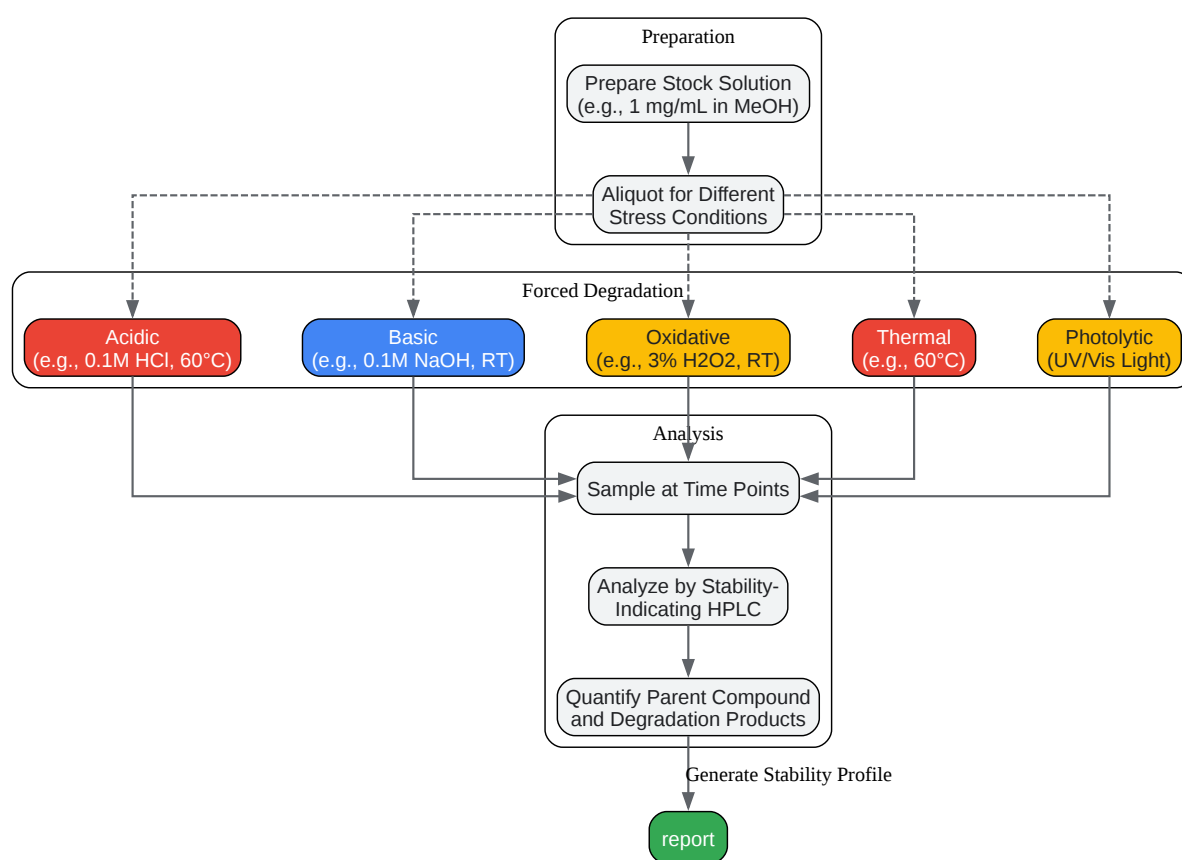 Preparation
Prepare Stock Solution
(e.g., 1 mg/mL in MeOH)
Aliquot for Different
Stress Conditions
Forced Degradation
Acidic
(e.g., 0.1M HCl, 60°C)
Basic
(e.g., 0.1M NaOH, RT)
Oxidative
(e.g., 3% H2O2, RT)
Thermal
(e.g., 60°C)
Photolytic
(UV/Vis Light)
Analysis
Sample at Time Points
Analyze by Stability-
Indicating HPLC
Quantify Parent Compound
and Degradation Products
Generate Stability Profile
report